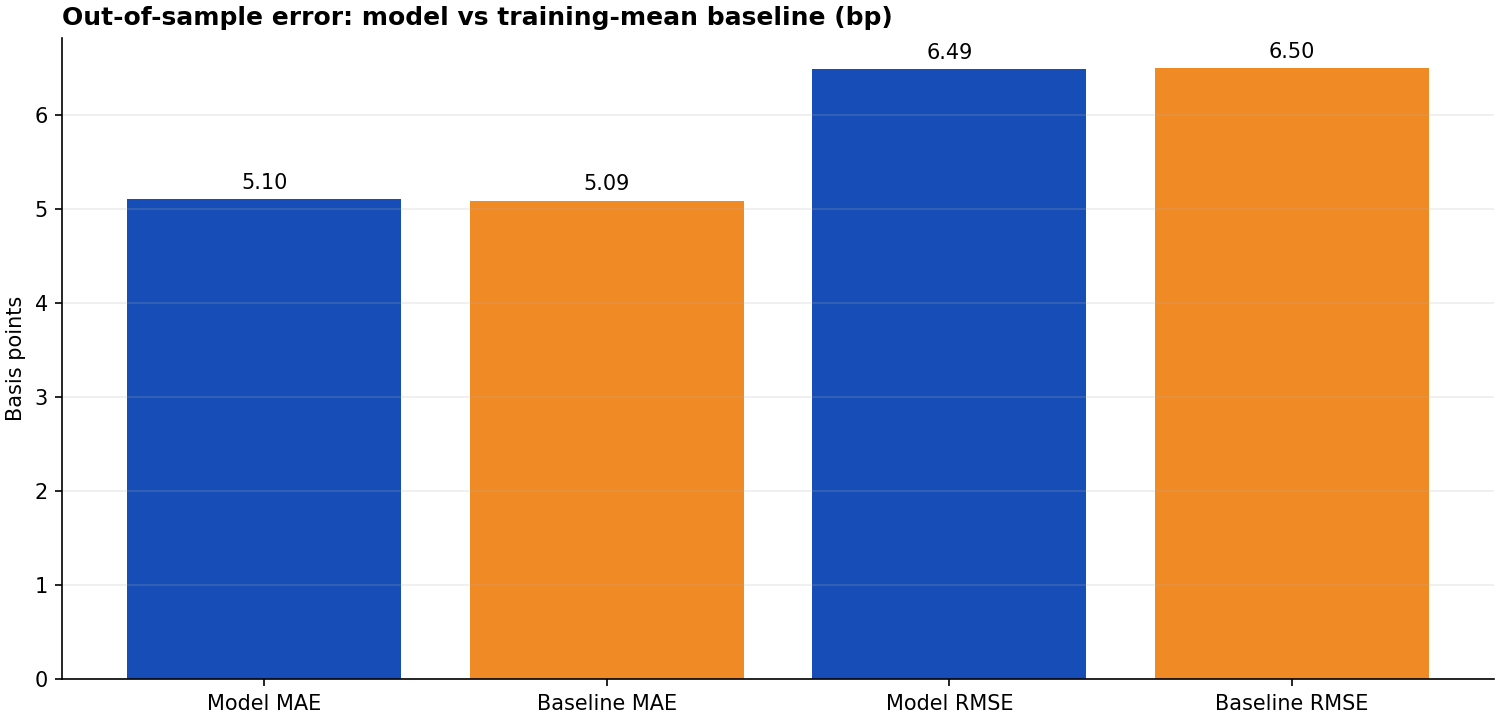 Out-of-sample error: model vs training-mean baseline (bp)
Basis points
6
5
4
3
2
1
0
5.10
5.09
6.49
6.50
Model MAE
Baseline MAE
Model RMSE
Baseline RMSE